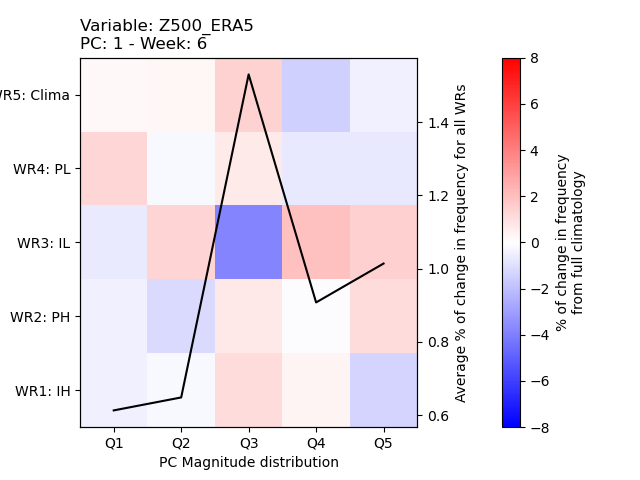 Variable: Z500_ERA5
PC: 1 - Week: 6
WR5: Clima
WR4: PL
WR3: IL
WR2: PH
WR1: IH
Q1 Q2 Q3 Q4 Q5
PC Magnitude distribution
1.4
1.2
1.0
0.8
0.6
Average % of change in frequency for all WRs
8
6
4
2
0
−2
−4
−6
−8
% of change in frequency
from full climatology